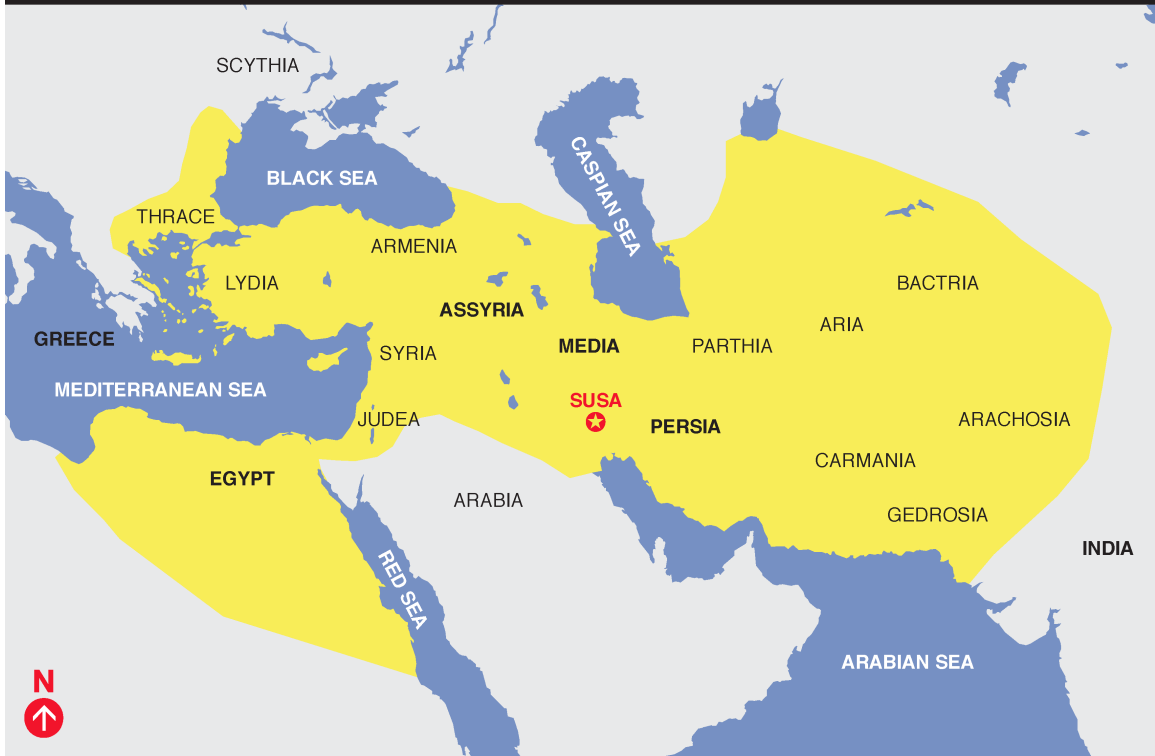 SCYTHIA
CASPIAN SEA
BLACK SEA
THRACE
ARMENIA
LYDIA
BACTRIA
ASSYRIA
ARIA
GREECE
MEDIA
PARTHIA
SYRIA
MEDITERRANEAN SEA
SUSA
JUDEA
PERSIA
ARACHOSIA
CARMANIA
EGYPT
ARABIA
GEDROSIA
INDIA
RED SEA
ARABIAN SEA
N